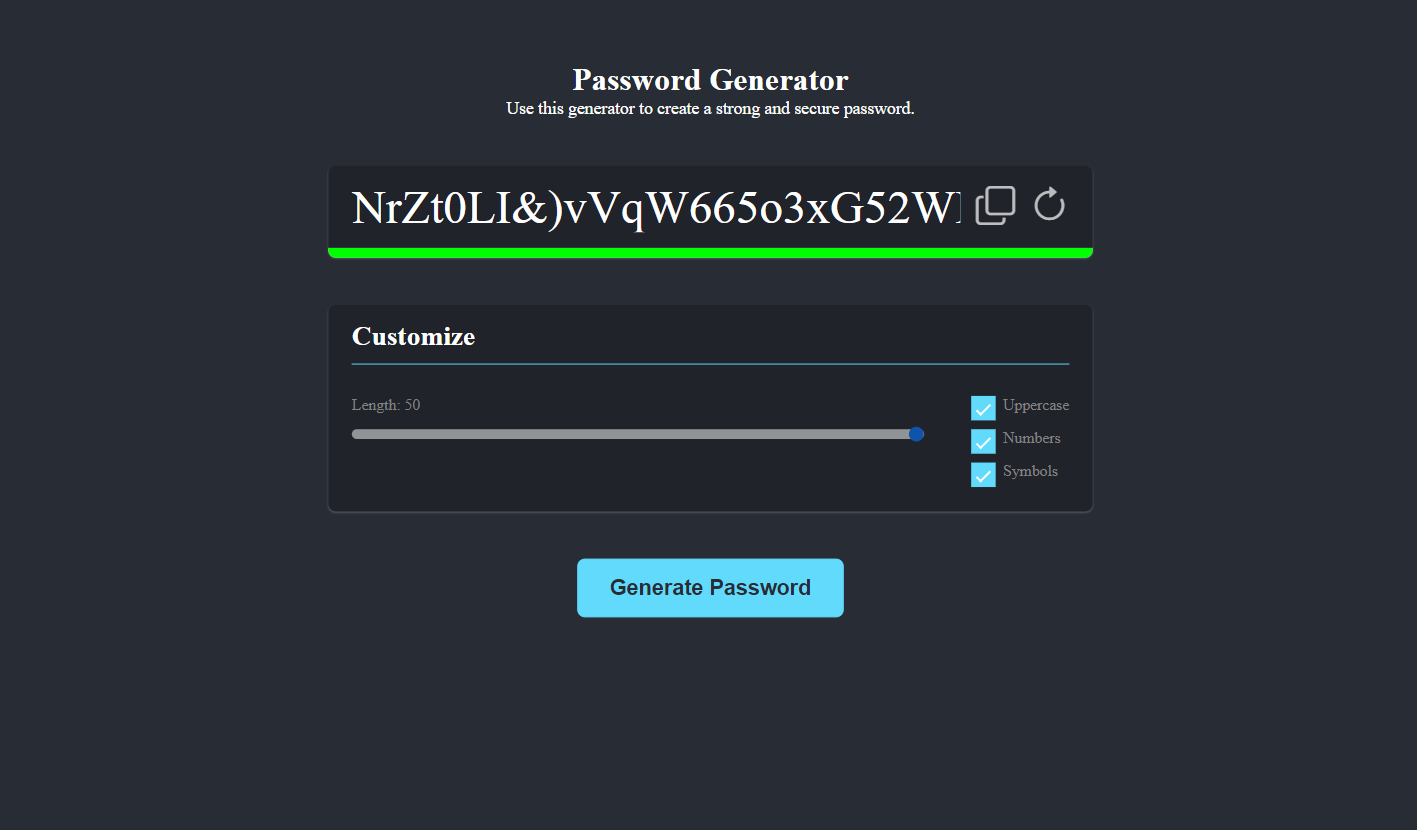 Password Generator
Use this generator to create a strong and secure password.
NrZt0LI&)vVqW665o3xG52W
Customize
Length: 50
Uppercase
Numbers
Symbols
Generate Password